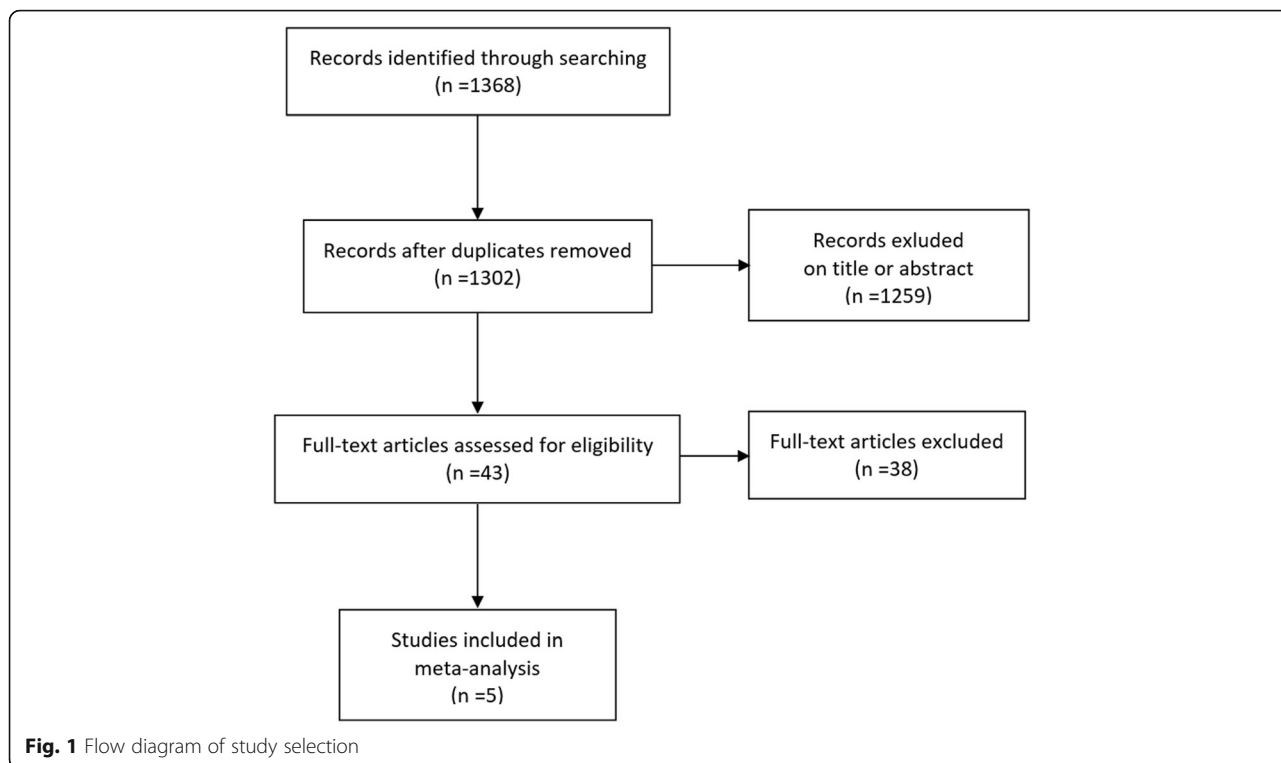 Records identified through searching
(n =1368)
Records after duplicates removed
(n =1302)
Records exluded
on title or abstract
(n =1259)
Full-text articles assessed for eligibility
(n =43)
Full-text articles excluded
(n =38)
Studies included in
meta-analysis
(n =5)
Fig. 1 Flow diagram of study selection